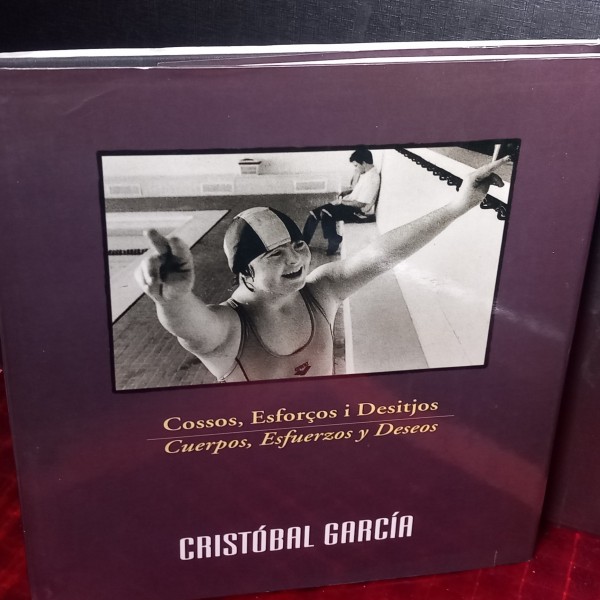 Cossos, Esforços i Desitjos
Cuerpos, Esfuerzos y Deseos
CRISTÓBAL GARCÍA